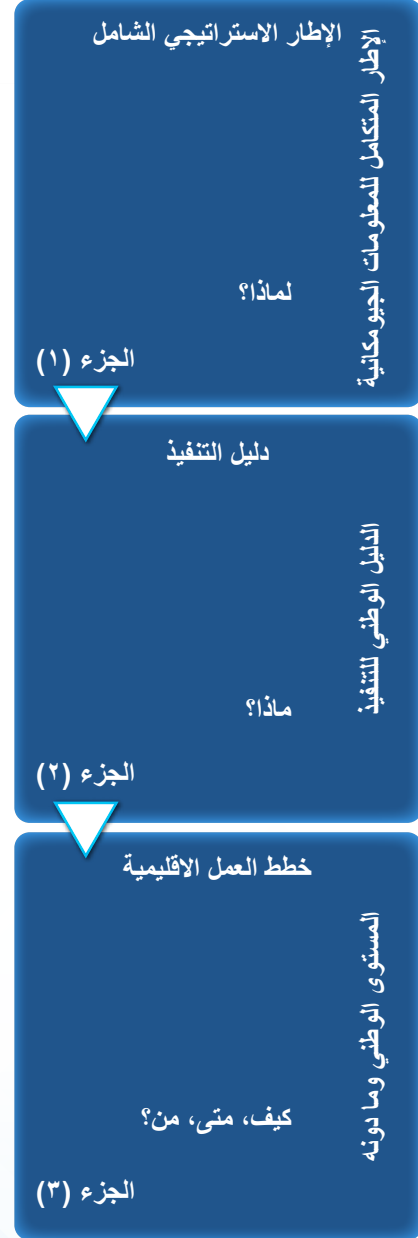 الإطار الاستراتيجي الشامل
الإطار المتكامل للمعلومات الجيومكانية
لماذا؟
الجزء (١)
دليل التنفيذ
الدليل الوطني للتنفيذ
ماذا؟
الجزء (٢)
خطط العمل الاقليمية
المستوى الوطني وما دونه
كيف، متى، من؟
الجزء (٣)